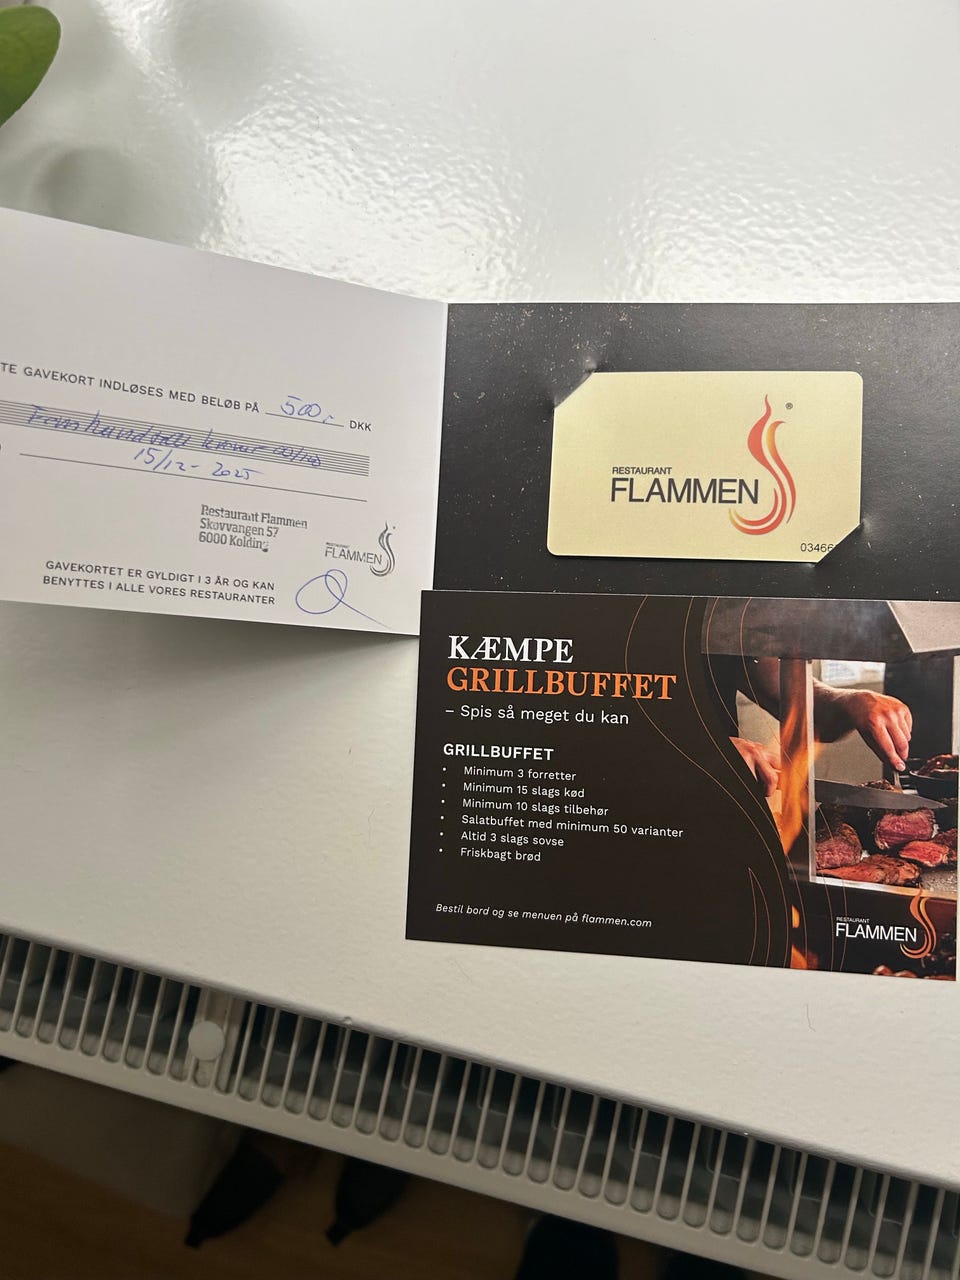 TE GAVEKORT INDLØSES MED BELØB PÅ 500,- DKK
Femhundrede kroner 00/100
15/12-2025
Restaurant Flammen
Skovvangen 57
6000 Kolding
RESTAURANT
FLAMMEN
GAVEKORTET ER GYLDIGT I 3 ÅR OG KAN
BENYTTES I ALLE VORES RESTAURANTER
RESTAURANT
FLAMMEN ®
03466
KÆMPE
GRILLBUFFET
– Spis så meget du kan
GRILLBUFFET
• Minimum 3 forretter
• Minimum 15 slags kød
• Minimum 10 slags tilbehør
• Salatbuffet med minimum 50 varianter
• Altid 3 slags sovse
• Friskbagt brød
Bestil bord og se menuen på flammen.com
RESTAURANT
FLAMMEN